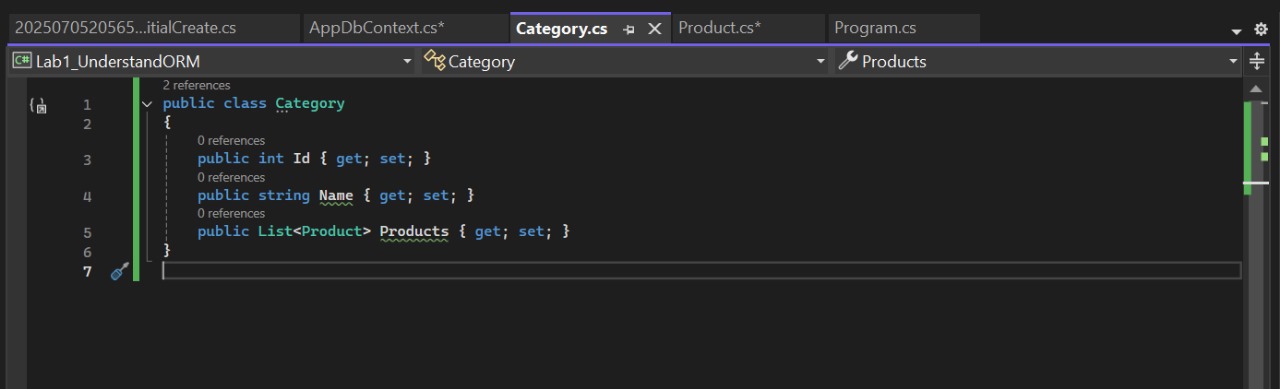 2025070520565...itialCreate.cs AppDbContext.cs* Category.cs Product.cs* Program.cs
C# Lab1_UnderstandORM Category Products
2 references
1 public class Category
2 {
0 references
3 public int Id { get; set; }
0 references
4 public string Name { get; set; }
0 references
5 public List<Product> Products { get; set; }
6 }
7